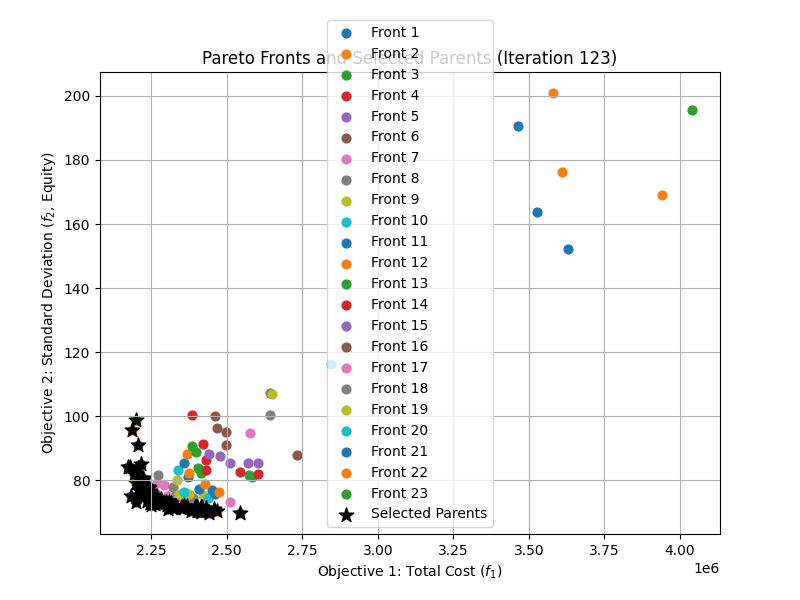 Pareto Fronts and Selected Parents (Iteration 123)
Front 1
Front 2
Front 3
Front 4
Front 5
Front 6
Front 7
Front 8
Front 9
Front 10
Front 11
Front 12
Front 13
Front 14
Front 15
Front 16
Front 17
Front 18
Front 19
Front 20
Front 21
Front 22
Front 23
Selected Parents
Objective 2: Standard Deviation (f₂, Equity)
200
180
160
140
120
100
80
2.25
2.50
2.75
3.00
3.25
3.50
3.75
4.00
1e6
Objective 1: Total Cost (f₁)